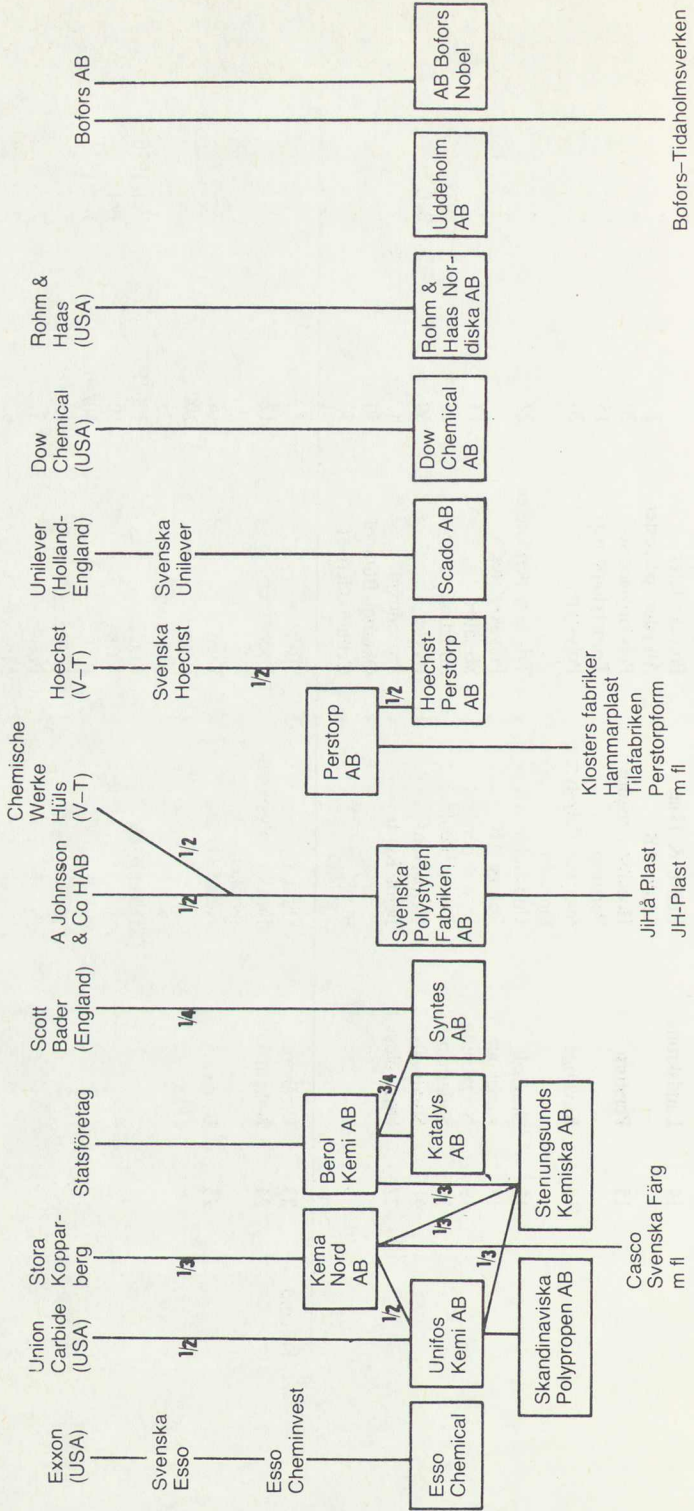 Exxon
(USA)
Svenska
Esso
Esso
Cheminvest
Esso
Chemical
Union
Carbide
(USA)
1/2
Unifos
Kemi AB
Skandinaviska
Polypropen AB
Stora
Koppar-
berg
1/3
Kema
Nord
AB
1/2
1/3
1/3
1/3
Casco
Svenska Färg
m fl
Statsföretag
Berol
Kemi AB
Katalys
AB
Stenungsunds
Kemiska AB
3/4
Scott
Bader
(England)
1/4
Syntes
AB
A Johnsson
& Co HAB
1/2
Chemische
Werke
Hüls
(V–T)
1/2
Svenska
Polystyren
Fabriken
AB
JiHå Plast
JH-Plast
Perstorp
AB
1/2
Klosters fabriker
Hammarplast
Tilafabriken
Perstorpform
m fl
Hoechst
(V–T)
Svenska
Hoechst
1/2
Hoechst-
Perstorp
AB
Unilever
(Holland-
England)
Svenska
Unilever
Scado AB
Dow
Chemical
(USA)
Dow
Chemical
AB
Rohm &
Haas
(USA)
Rohm &
Haas Nor-
diska AB
Uddeholm
AB
Bofors AB
AB Bofors
Nobel
Bofors–Tidaholmsverken